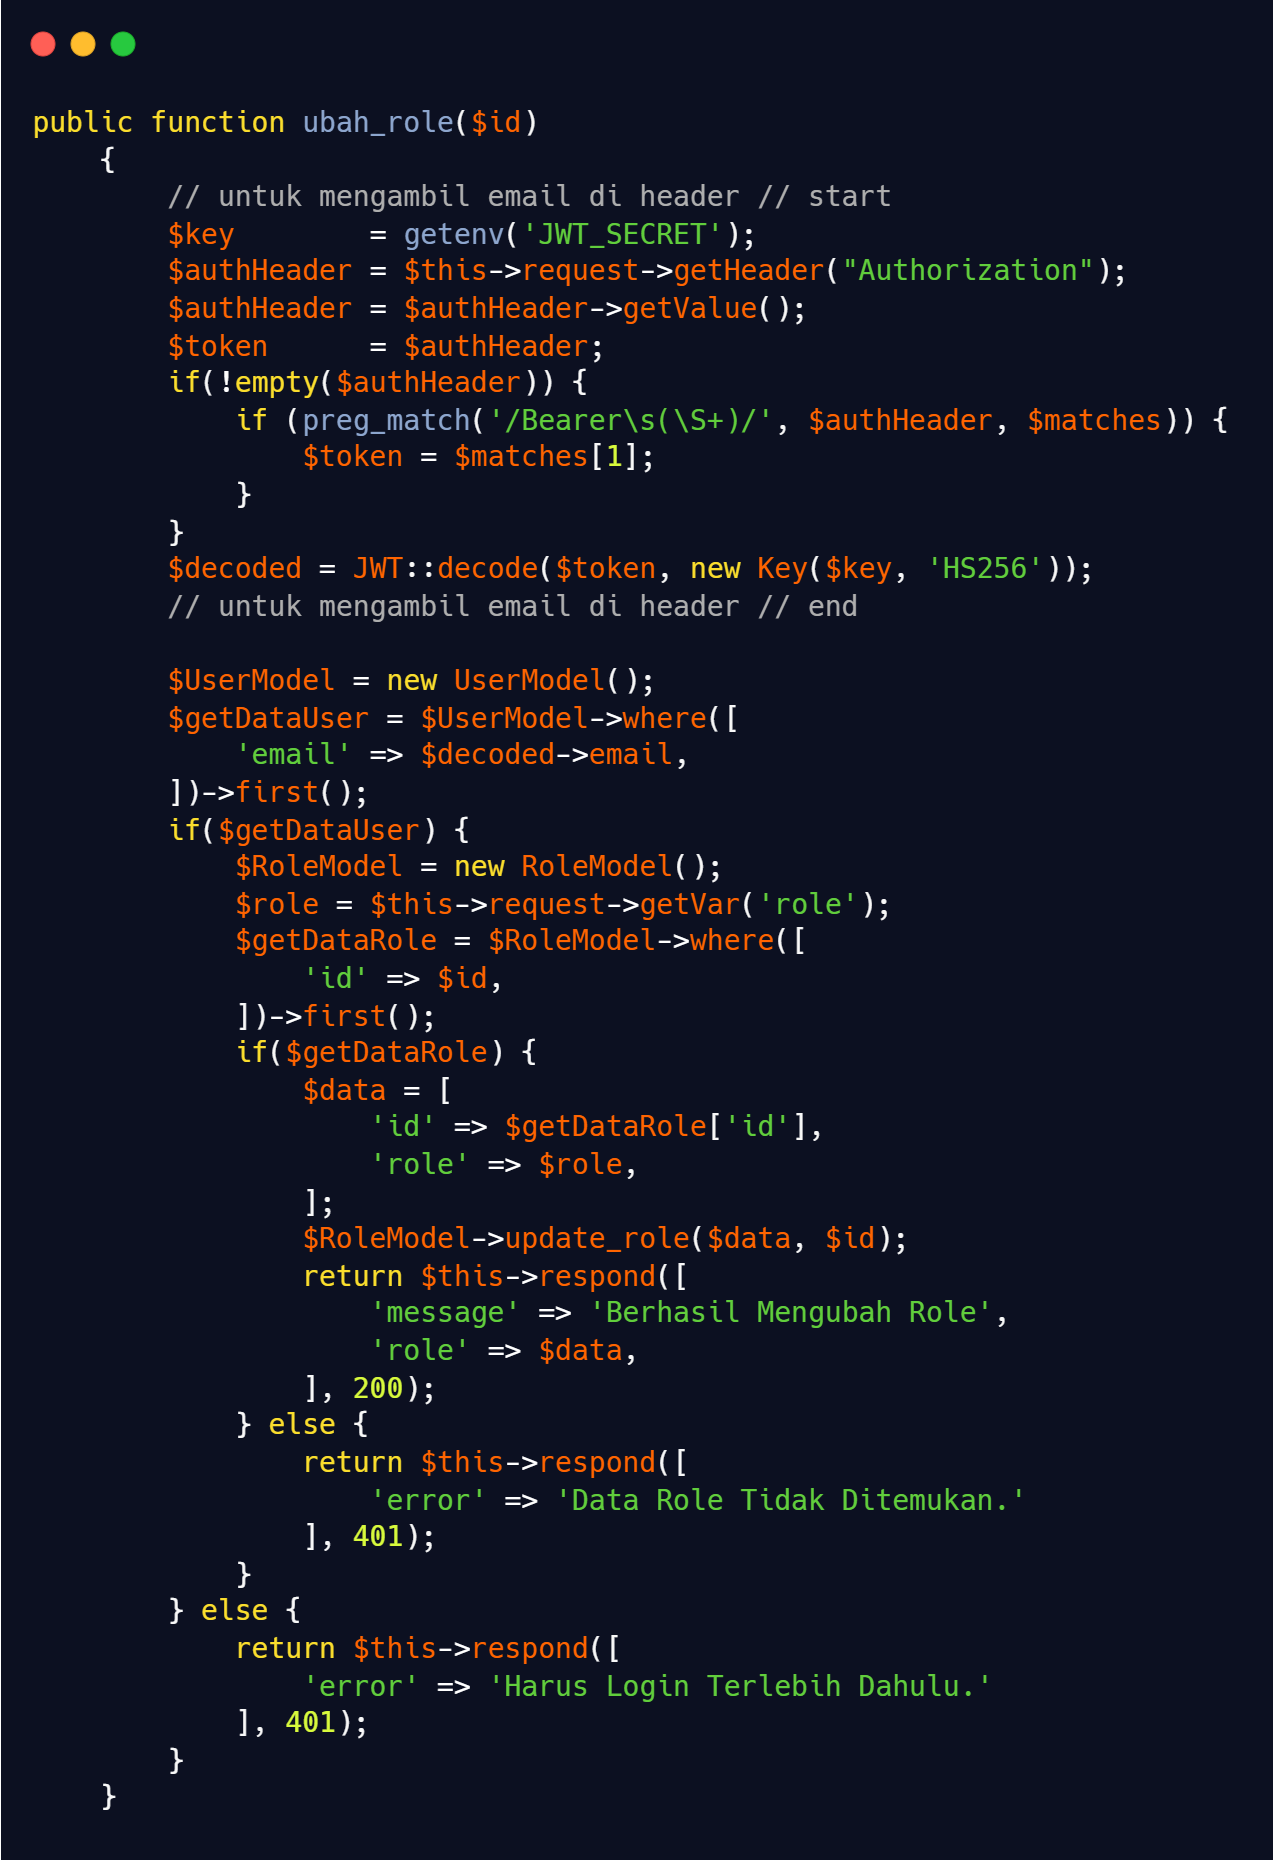 public function ubah_role($id)
    {
        // untuk mengambil email di header // start
        $key        = getenv('JWT_SECRET');
        $authHeader = $this->request->getHeader("Authorization");
        $authHeader = $authHeader->getValue();
        $token      = $authHeader;
        if(!empty($authHeader)) {
            if (preg_match('/Bearer\s(\S+)/', $authHeader, $matches)) {
                $token = $matches[1];
            }
        }
        $decoded = JWT::decode($token, new Key($key, 'HS256'));
        // untuk mengambil email di header // end

        $UserModel = new UserModel();
        $getDataUser = $UserModel->where([
            'email' => $decoded->email,
        ])->first();
        if($getDataUser) {
            $RoleModel = new RoleModel();
            $role = $this->request->getVar('role');
            $getDataRole = $RoleModel->where([
                'id' => $id,
            ])->first();
            if($getDataRole) {
                $data = [
                    'id' => $getDataRole['id'],
                    'role' => $role,
                ];
                $RoleModel->update_role($data, $id);
                return $this->respond([
                    'message' => 'Berhasil Mengubah Role',
                    'role' => $data,
                ], 200);
            } else {
                return $this->respond([
                    'error' => 'Data Role Tidak Ditemukan.'
                ], 401);
            }
        } else {
            return $this->respond([
                'error' => 'Harus Login Terlebih Dahulu.'
            ], 401);
        }
    }